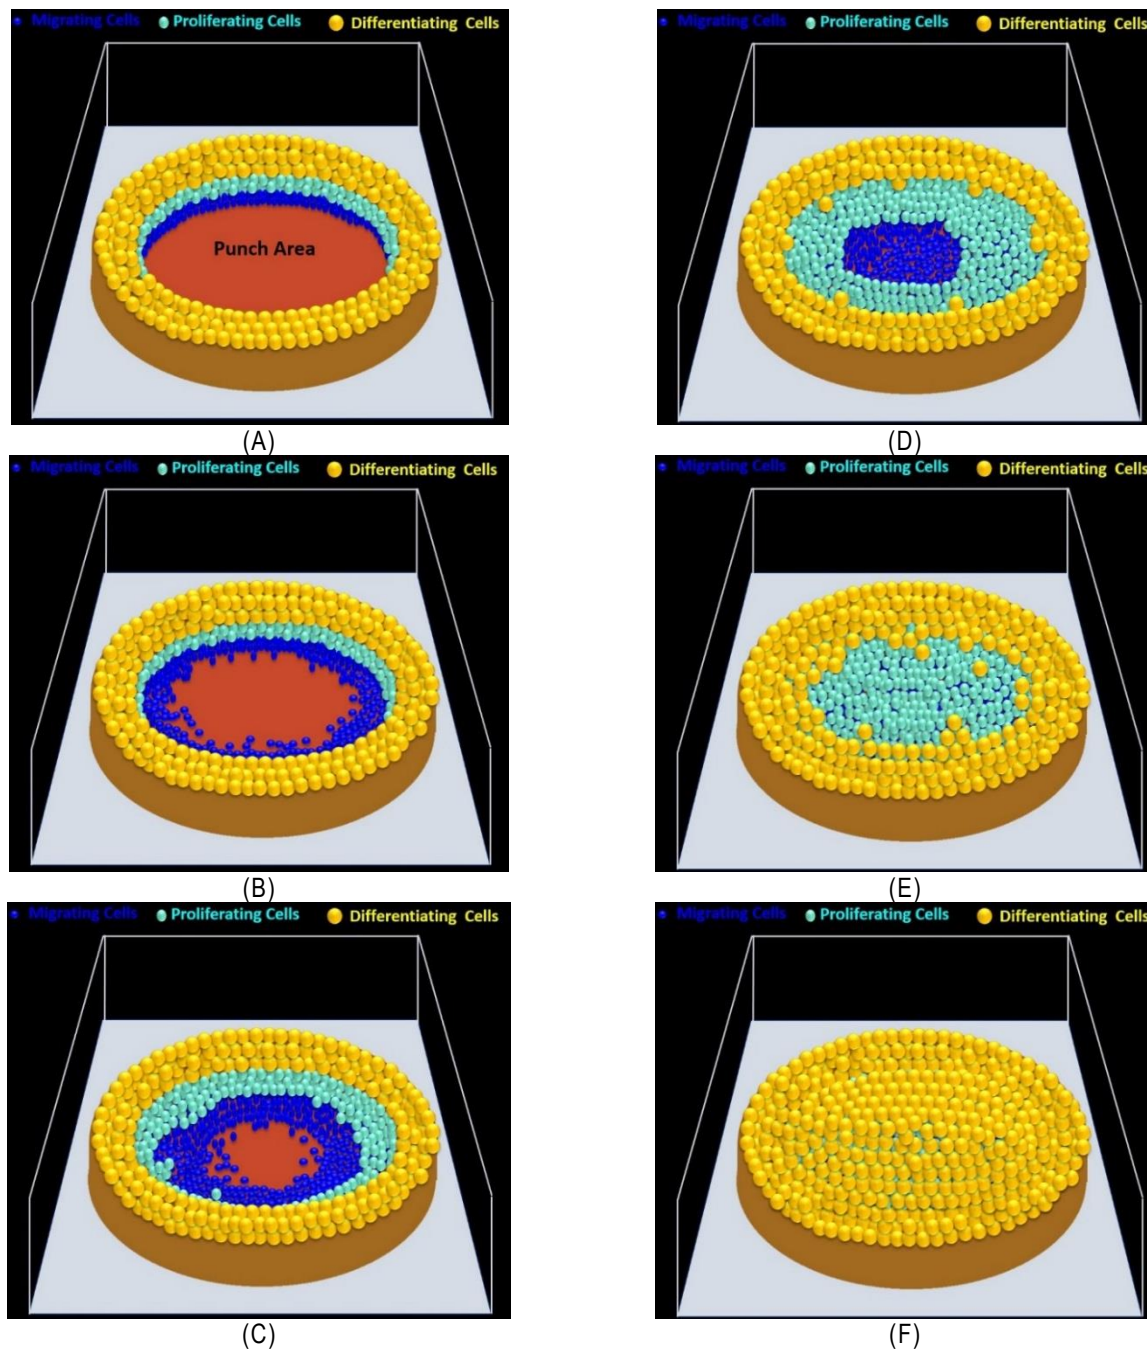 Migrating Cells Proliferating Cells Differentiating Cells
Punch Area
(A)
Migrating Cells Proliferating Cells Differentiating Cells
(B)
Migrating Cells Proliferating Cells Differentiating Cells
(C)
Migrating Cells Proliferating Cells Differentiating Cells
(D)
Migrating Cells Proliferating Cells Differentiating Cells
(E)
Migrating Cells Proliferating Cells Differentiating Cells
(F)